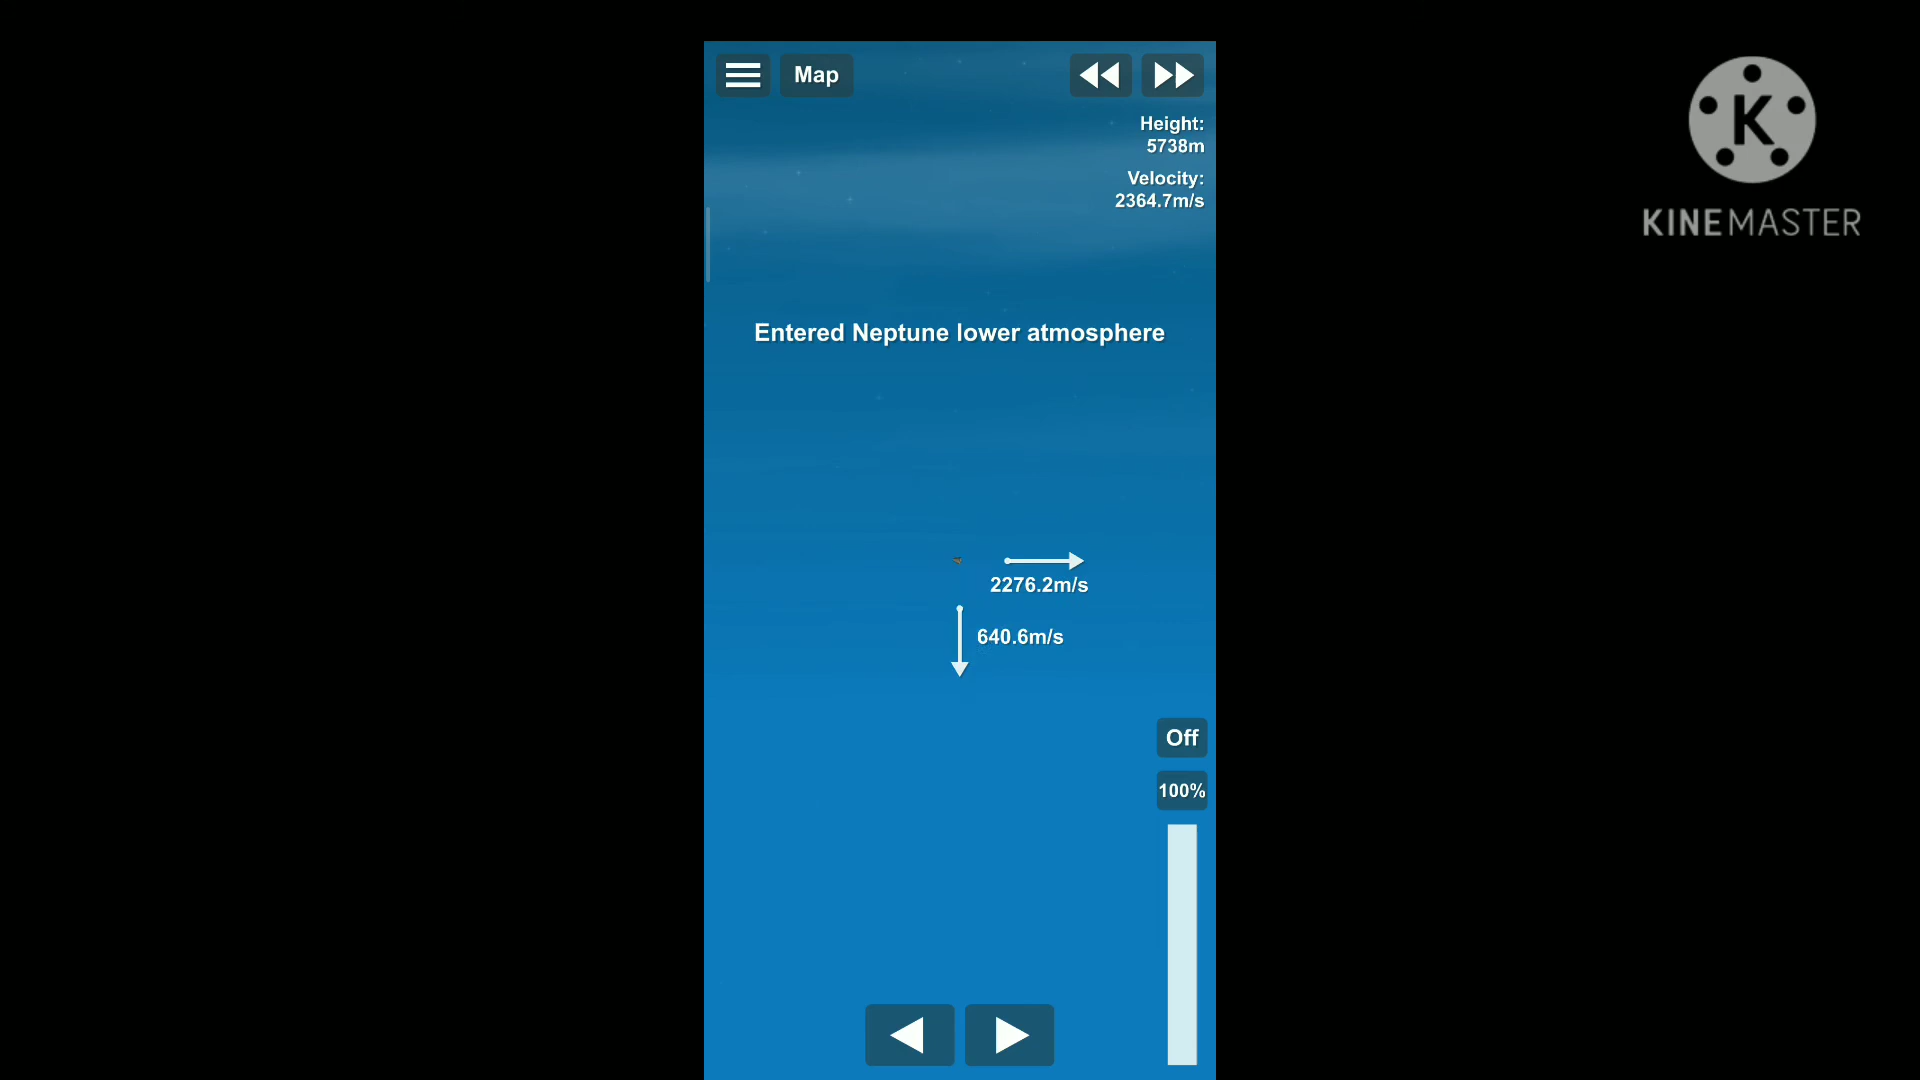 Map
Height:
5738m
Velocity:
2364.7m/s
K
KINEMASTER
Entered Neptune lower atmosphere
2276.2m/s
640.6m/s
Off
100%